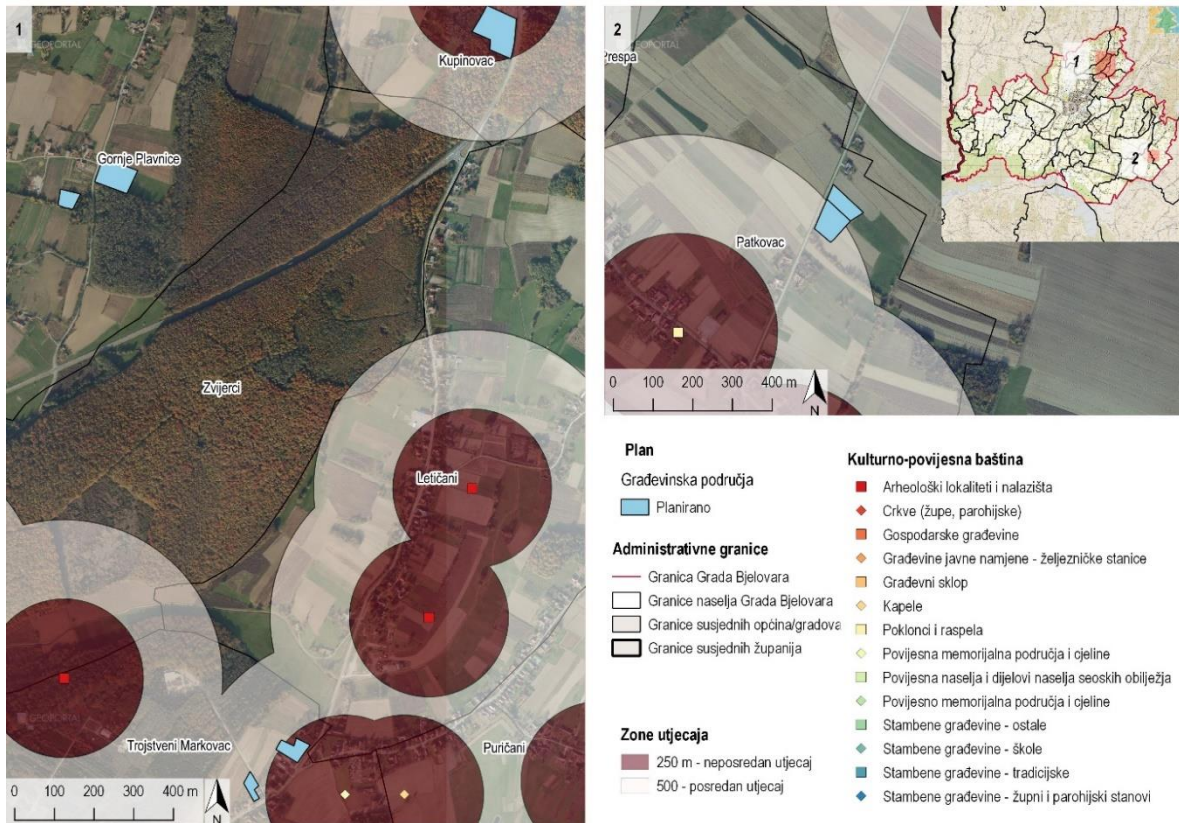 1
GEOPORTAL
Kupinovac
Gornje Plavnice
Zvijerci
Letičani
GEOPORTAL
Trojstveni Markovac
Puričani
0 100 200 300 400 m
N
2
Prespa
Patkovac
0 100 200 300 400 m
N
1
2
Plan
Građevinska područja
Planirano
Administrativne granice
Granica Grada Bjelovara
Granice naselja Grada Bjelovara
Granice susjednih općina/gradova
Granice susjednih županija
Zone utjecaja
250 m - neposredan utjecaj
500 - posredan utjecaj
Kulturno-povijesna baština
Arheološki lokaliteti i nalazišta
Crkve (župe, parohijske)
Gospodarske građevine
Građevine javne namjene - željezničke stanice
Građevni sklop
Kapele
Poklonci i raspela
Povijesna memorijalna područja i cjeline
Povijesna naselja i dijelovi naselja seoskih obilježja
Povijesno memorijalna područja i cjeline
Stambene građevine - ostale
Stambene građevine - škole
Stambene građevine - tradicijske
Stambene građevine - župni i parohijski stanovi